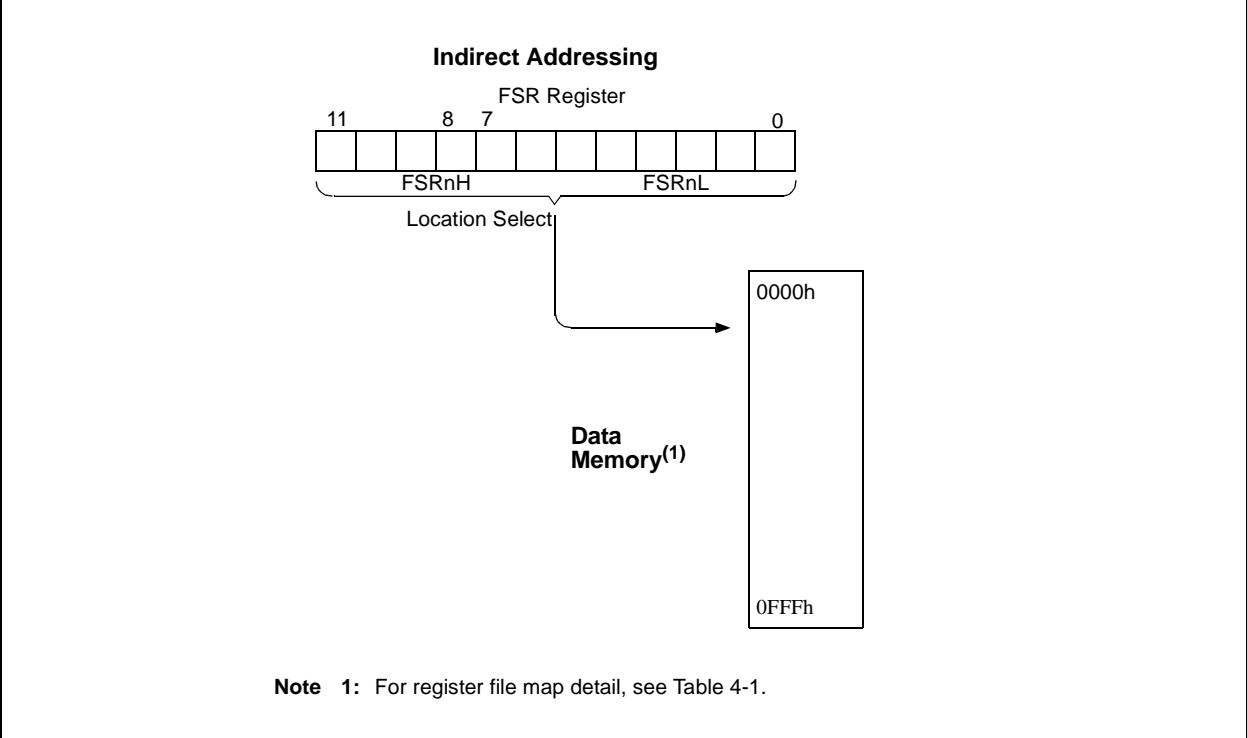 Indirect Addressing
FSR Register
11 8 7 0
FSRnH FSRnL
Location Select
0000h
Data
Memory(1)
0FFFh
Note 1: For register file map detail, see Table 4-1.